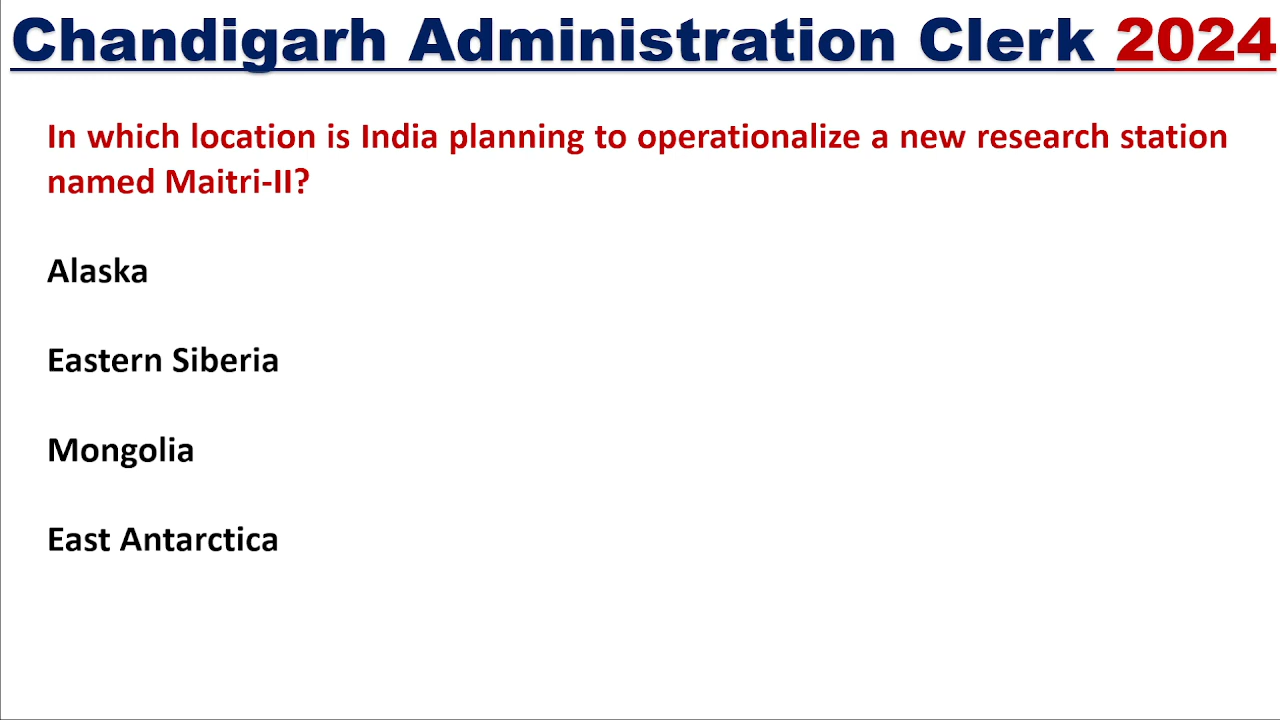 Chandigarh Administration Clerk 2024
In which location is India planning to operationalize a new research station
named Maitri-II?
Alaska
Eastern Siberia
Mongolia
East Antarctica